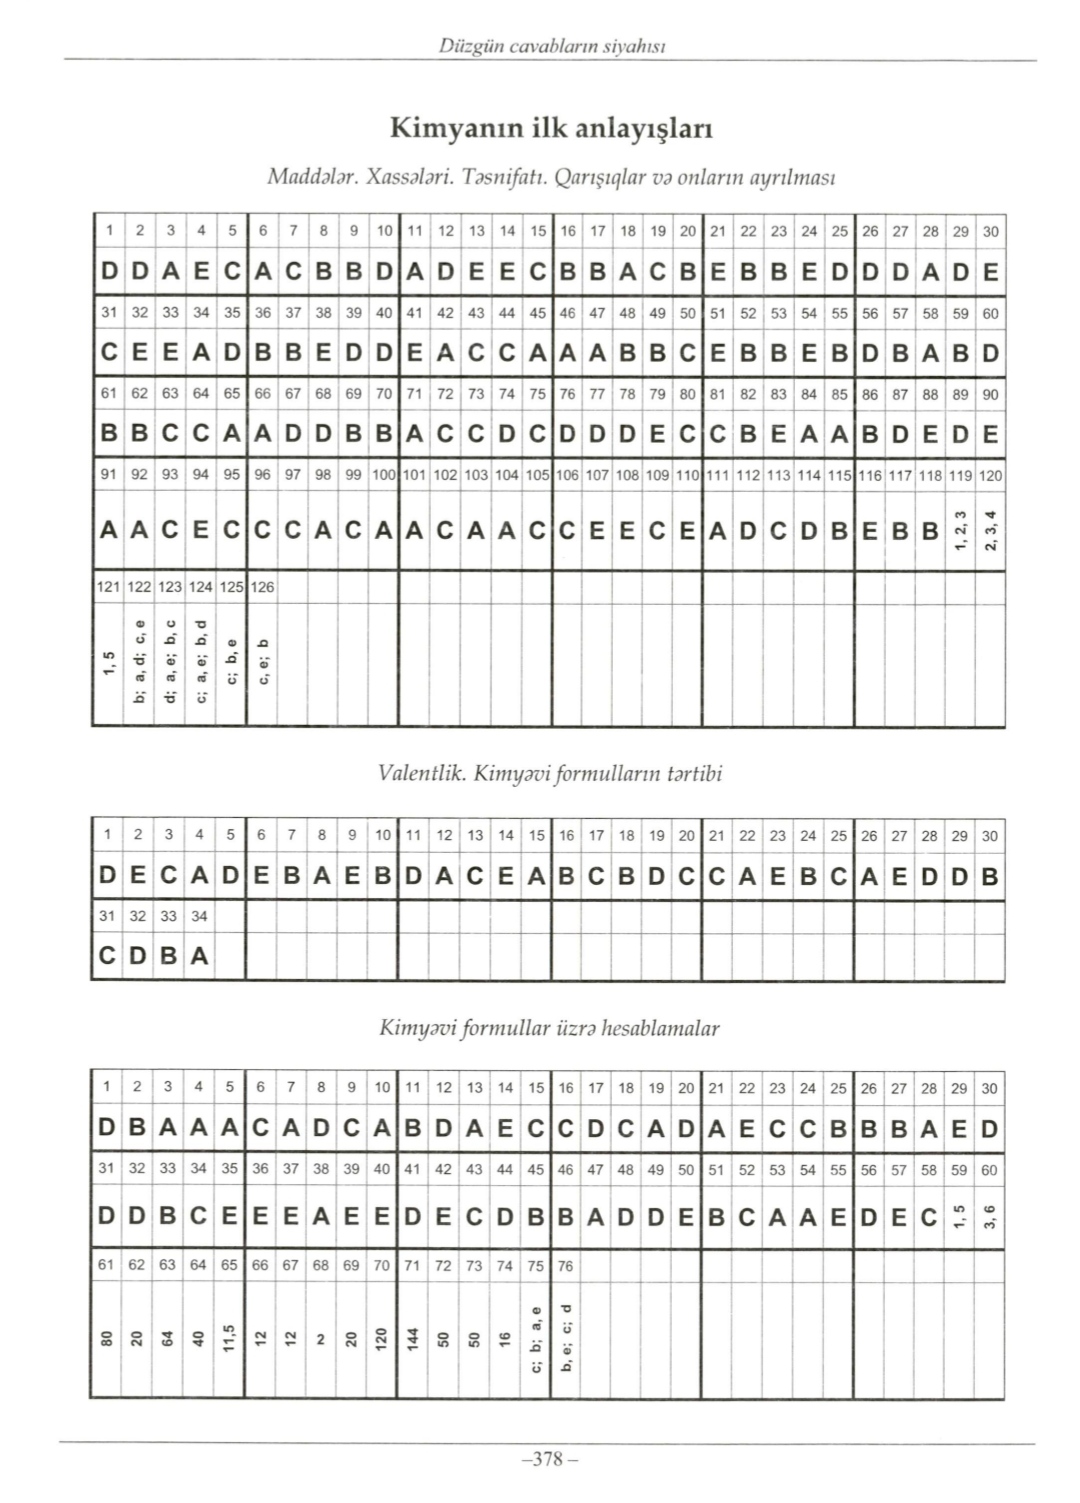 Düzgün cavabların siyahısı
Kimyanın ilk anlayışları
Maddələr. Xassələri. Təsnifatı. Qarışıqlar və onların ayrılması
1 2 3 4 5 6 7 8 9 10 11 12 13 14 15 16 17 18 19 20 21 22 23 24 25 26 27 28 29 30
D D A E C A C B B D A D E E C B B A C B E B B E D D D A D E
31 32 33 34 35 36 37 38 39 40 41 42 43 44 45 46 47 48 49 50 51 52 53 54 55 56 57 58 59 60
C E E A D B B E D D E A C C A A A B B C E B B E B D B A B D
61 62 63 64 65 66 67 68 69 70 71 72 73 74 75 76 77 78 79 80 81 82 83 84 85 86 87 88 89 90
B B C C A A D D B B A C C D C D D D E C C B E A A B D E D E
91 92 93 94 95 96 97 98 99 100 101 102 103 104 105 106 107 108 109 110 111 112 113 114 115 116 117 118 119 120
A A C E C C C A C A A C A A C C E E C E A D C D B E B B 1, 2, 3 2, 3, 4
121 122 123 124 125 126
1, 5 b; a, d; c, e d; a, e; b, c c; a, e; b, d c; b, e c, e; b
Valentlik. Kimyəvi formulların tərtibi
1 2 3 4 5 6 7 8 9 10 11 12 13 14 15 16 17 18 19 20 21 22 23 24 25 26 27 28 29 30
D E C A D E B A E B D A C E A B C B D C C A E B C A E D D B
31 32 33 34
C D B A
Kimyəvi formullar üzrə hesablamalar
1 2 3 4 5 6 7 8 9 10 11 12 13 14 15 16 17 18 19 20 21 22 23 24 25 26 27 28 29 30
D B A A A C A D C A B D A E C C D C A D A E C C B B B A E D
31 32 33 34 35 36 37 38 39 40 41 42 43 44 45 46 47 48 49 50 51 52 53 54 55 56 57 58 59 60
D D B C E E E A E E D E C D B B A D D E B C A A E D E C 1, 5 3, 6
61 62 63 64 65 66 67 68 69 70 71 72 73 74 75 76
80 20 64 40 11,5 12 12 2 20 120 144 50 50 16 c; b; a, e b, e; c; d
–378 –